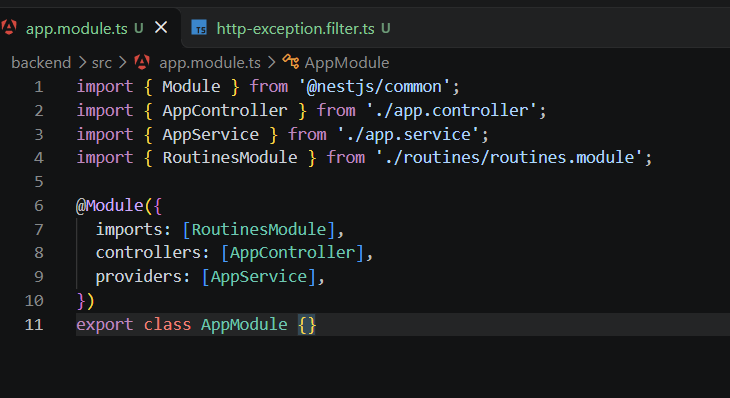 app.module.ts U
TS http-exception.filter.ts U
backend > src > app.module.ts > AppModule
1 import { Module } from '@nestjs/common';
2 import { AppController } from './app.controller';
3 import { AppService } from './app.service';
4 import { RoutinesModule } from './routines/routines.module';
5
6 @Module({
7   imports: [RoutinesModule],
8   controllers: [AppController],
9   providers: [AppService],
10 })
11 export class AppModule {}